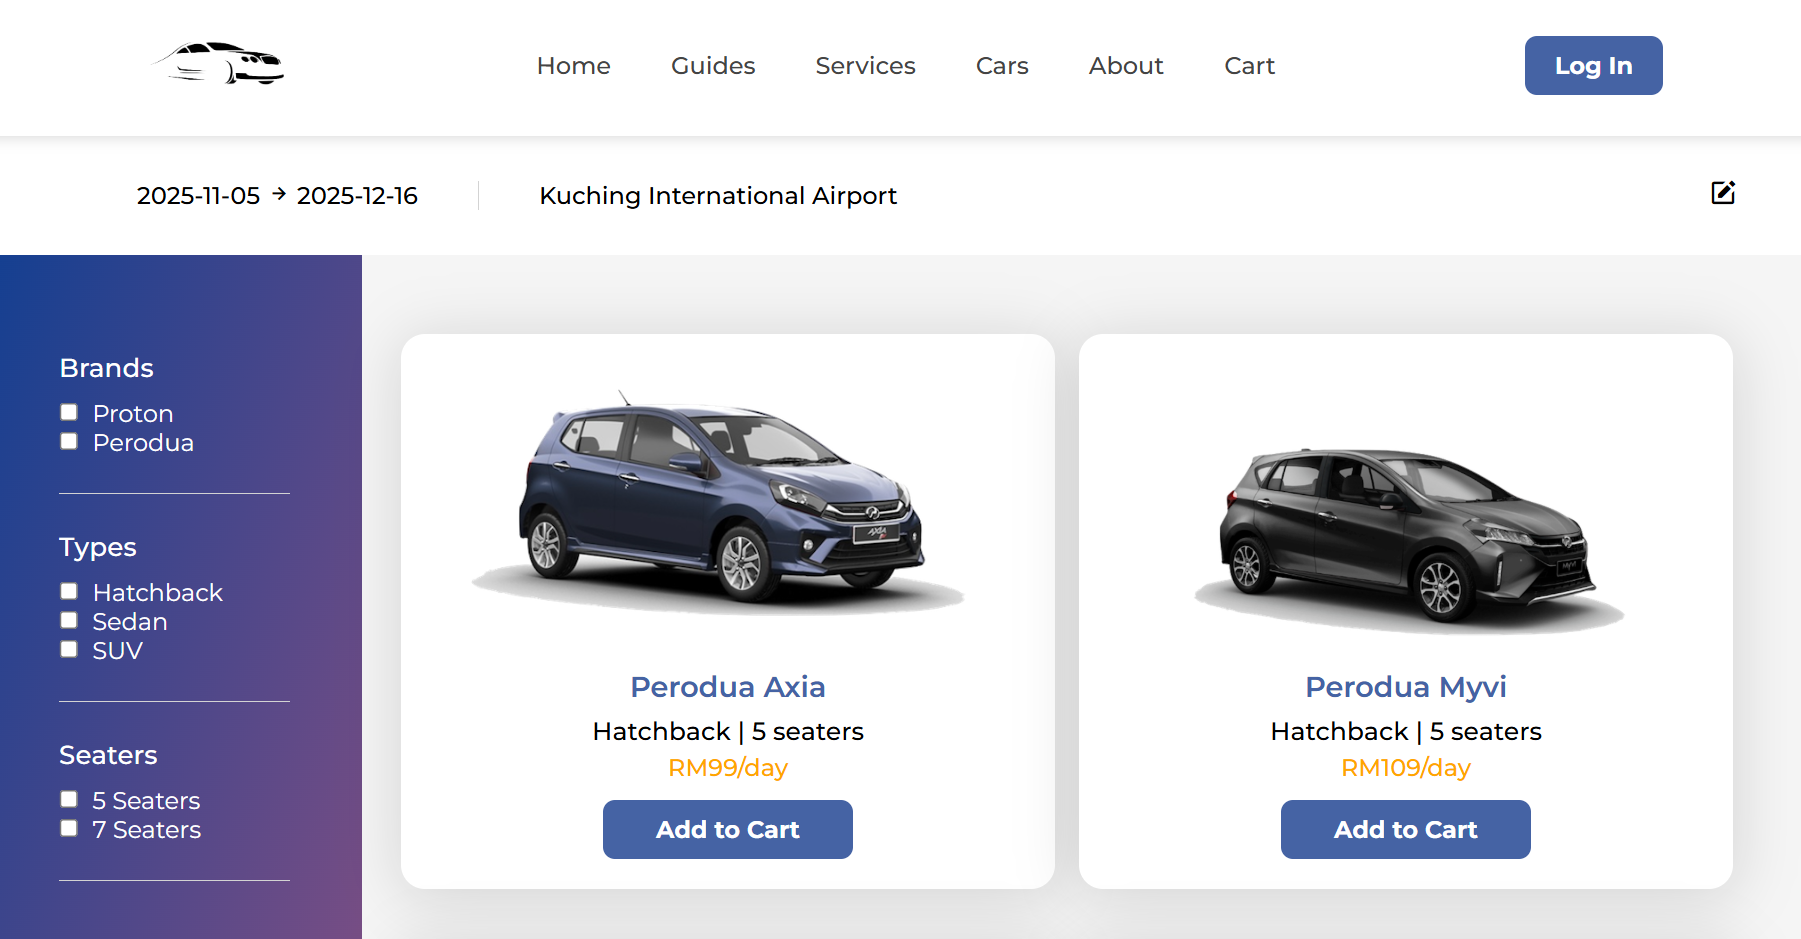 Home Guides Services Cars About Cart Log In
2025-11-05 → 2025-12-16 Kuching International Airport
Brands
Proton
Perodua
Types
Hatchback
Sedan
SUV
Seaters
5 Seaters
7 Seaters
AXIA
Perodua Axia
Hatchback | 5 seaters
RM99/day
Add to Cart
Myvi
Perodua Myvi
Hatchback | 5 seaters
RM109/day
Add to Cart